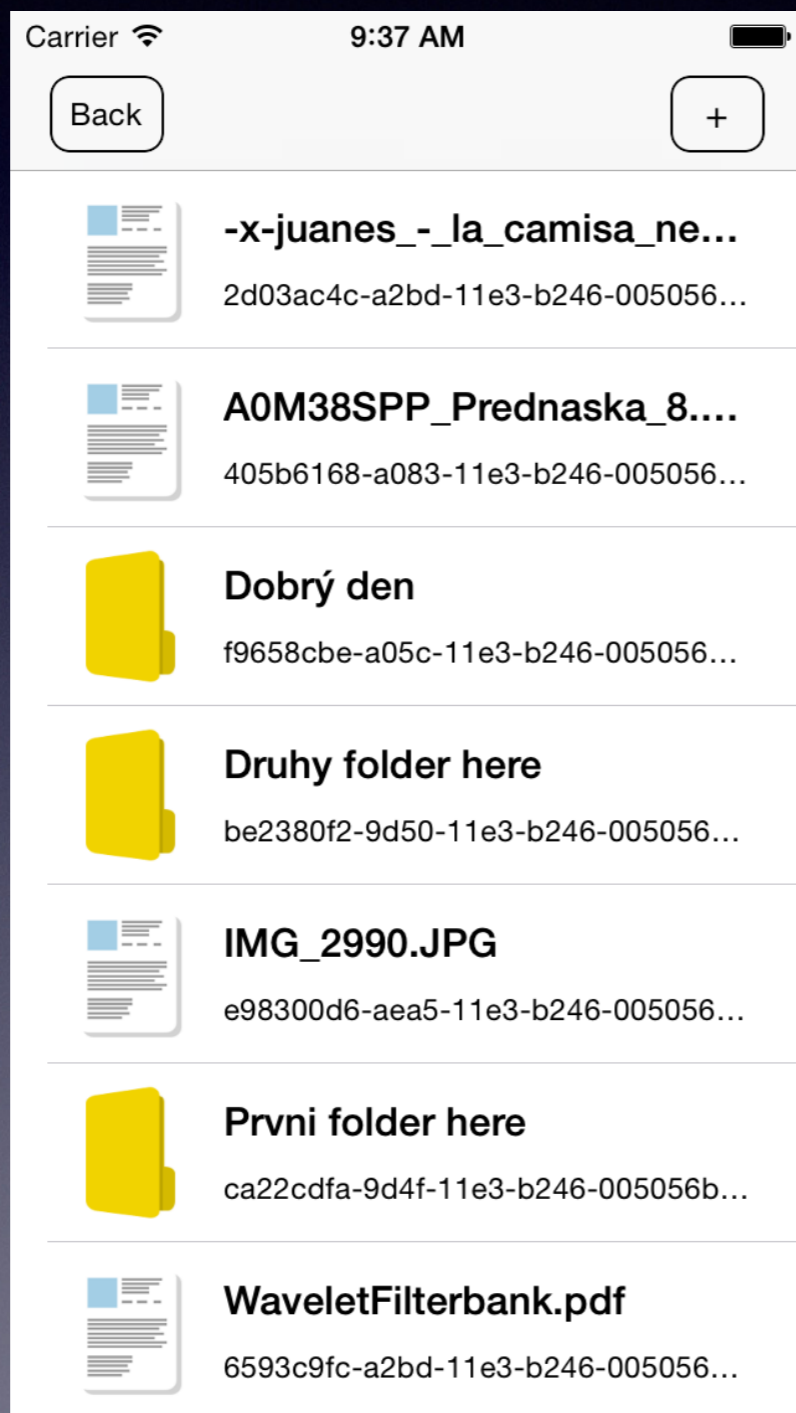 Carrier 9:37 AM
Back +
-x-juanes_-_la_camisa_ne...
2d03ac4c-a2bd-11e3-b246-005056...
A0M38SPP_Prednaska_8....
405b6168-a083-11e3-b246-005056...
Dobrý den
f9658cbe-a05c-11e3-b246-005056...
Druhy folder here
be2380f2-9d50-11e3-b246-005056...
IMG_2990.JPG
e98300d6-aea5-11e3-b246-005056...
Prvni folder here
ca22cdfa-9d4f-11e3-b246-005056b...
WaveletFilterbank.pdf
6593c9fc-a2bd-11e3-b246-005056...